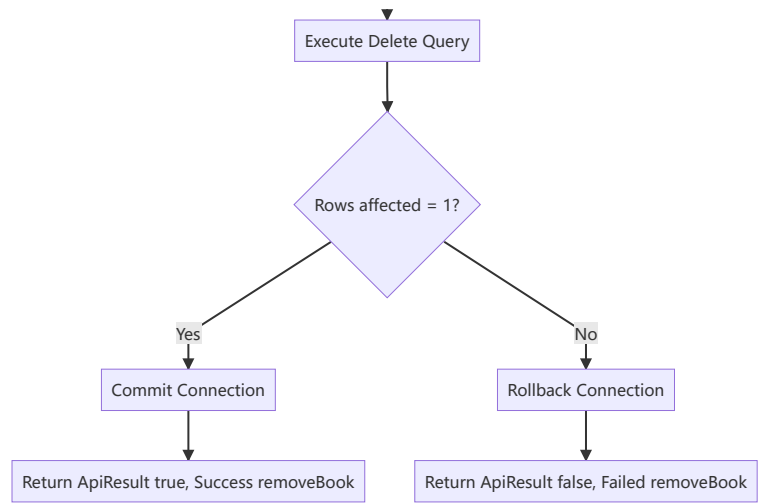 Execute Delete Query
Rows affected = 1?
Yes
No
Commit Connection
Rollback Connection
Return ApiResult true, Success removeBook
Return ApiResult false, Failed removeBook